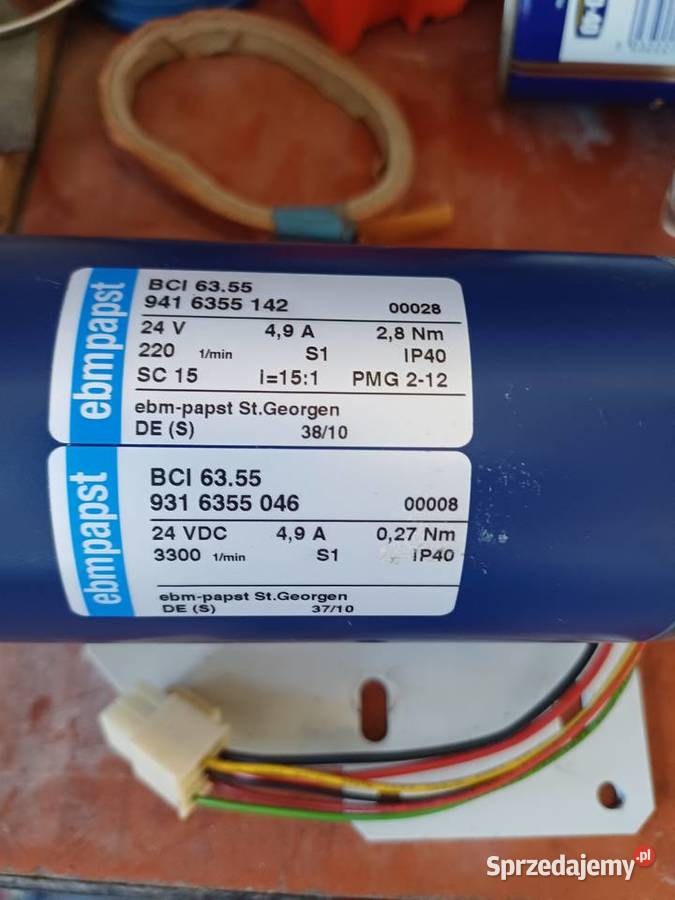 ebmpapst
BCI 63.55
941 6355 142 00028
24 V 4,9 A 2,8 Nm
220 1/min S1 IP40
SC 15 i=15:1 PMG 2-12
ebm-papst St.Georgen
DE (S) 38/10
ebmpapst
BCI 63.55
931 6355 046 00008
24 VDC 4,9 A 0,27 Nm
3300 1/min S1 IP40
ebm-papst St.Georgen
DE (S) 37/10
Sprzedajemy.pl